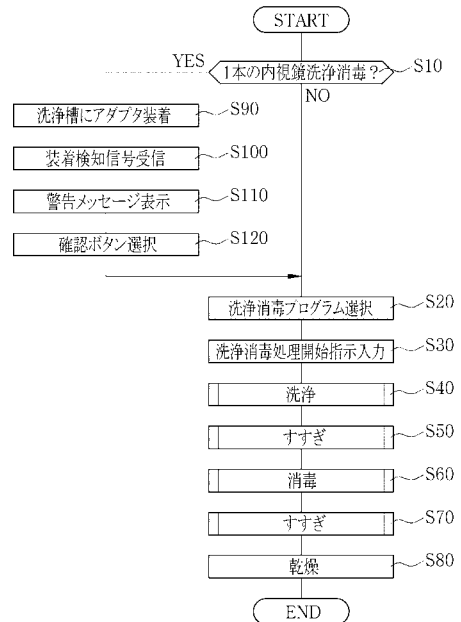 START
YES
1本の内視鏡洗浄消毒?
S10
NO
洗浄槽にアダプタ装着
S90
装着検知信号受信
S100
警告メッセージ表示
S110
確認ボタン選択
S120
洗浄消毒プログラム選択
S20
洗浄消毒処理開始指示入力
S30
洗浄
S40
すすぎ
S50
消毒
S60
すすぎ
S70
乾燥
S80
END